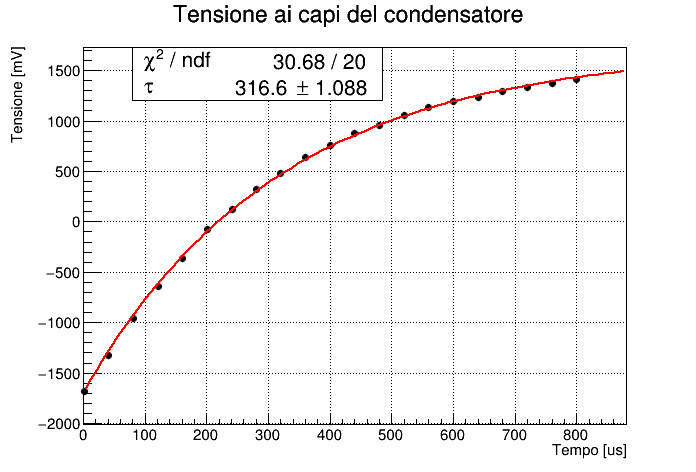 Tensione ai capi del condensatore
χ² / ndf 30.68 / 20
τ 316.6 ± 1.088
Tensione [mV]
1500
1000
500
0
−500
−1000
−1500
−2000
0 100 200 300 400 500 600 700 800
Tempo [us]